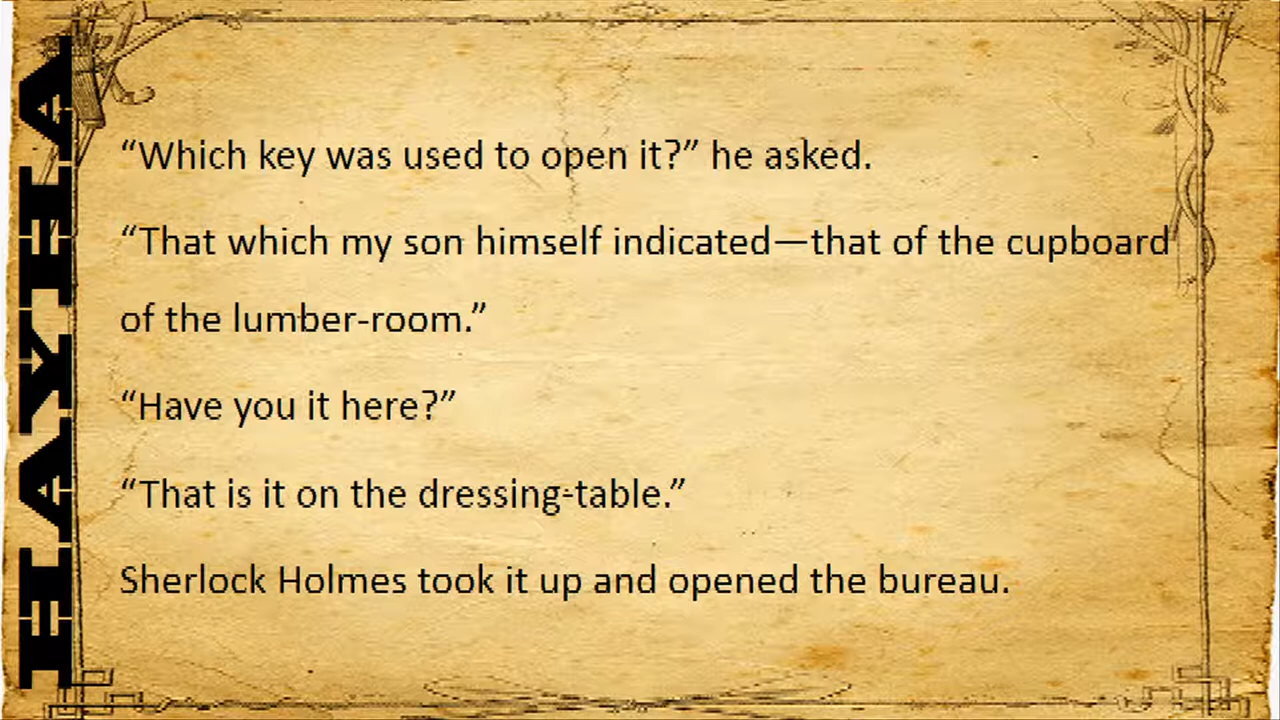 HAYHA
“Which key was used to open it?” he asked.
“That which my son himself indicated—that of the cupboard
of the lumber-room.”
“Have you it here?”
“That is it on the dressing-table.”
Sherlock Holmes took it up and opened the bureau.